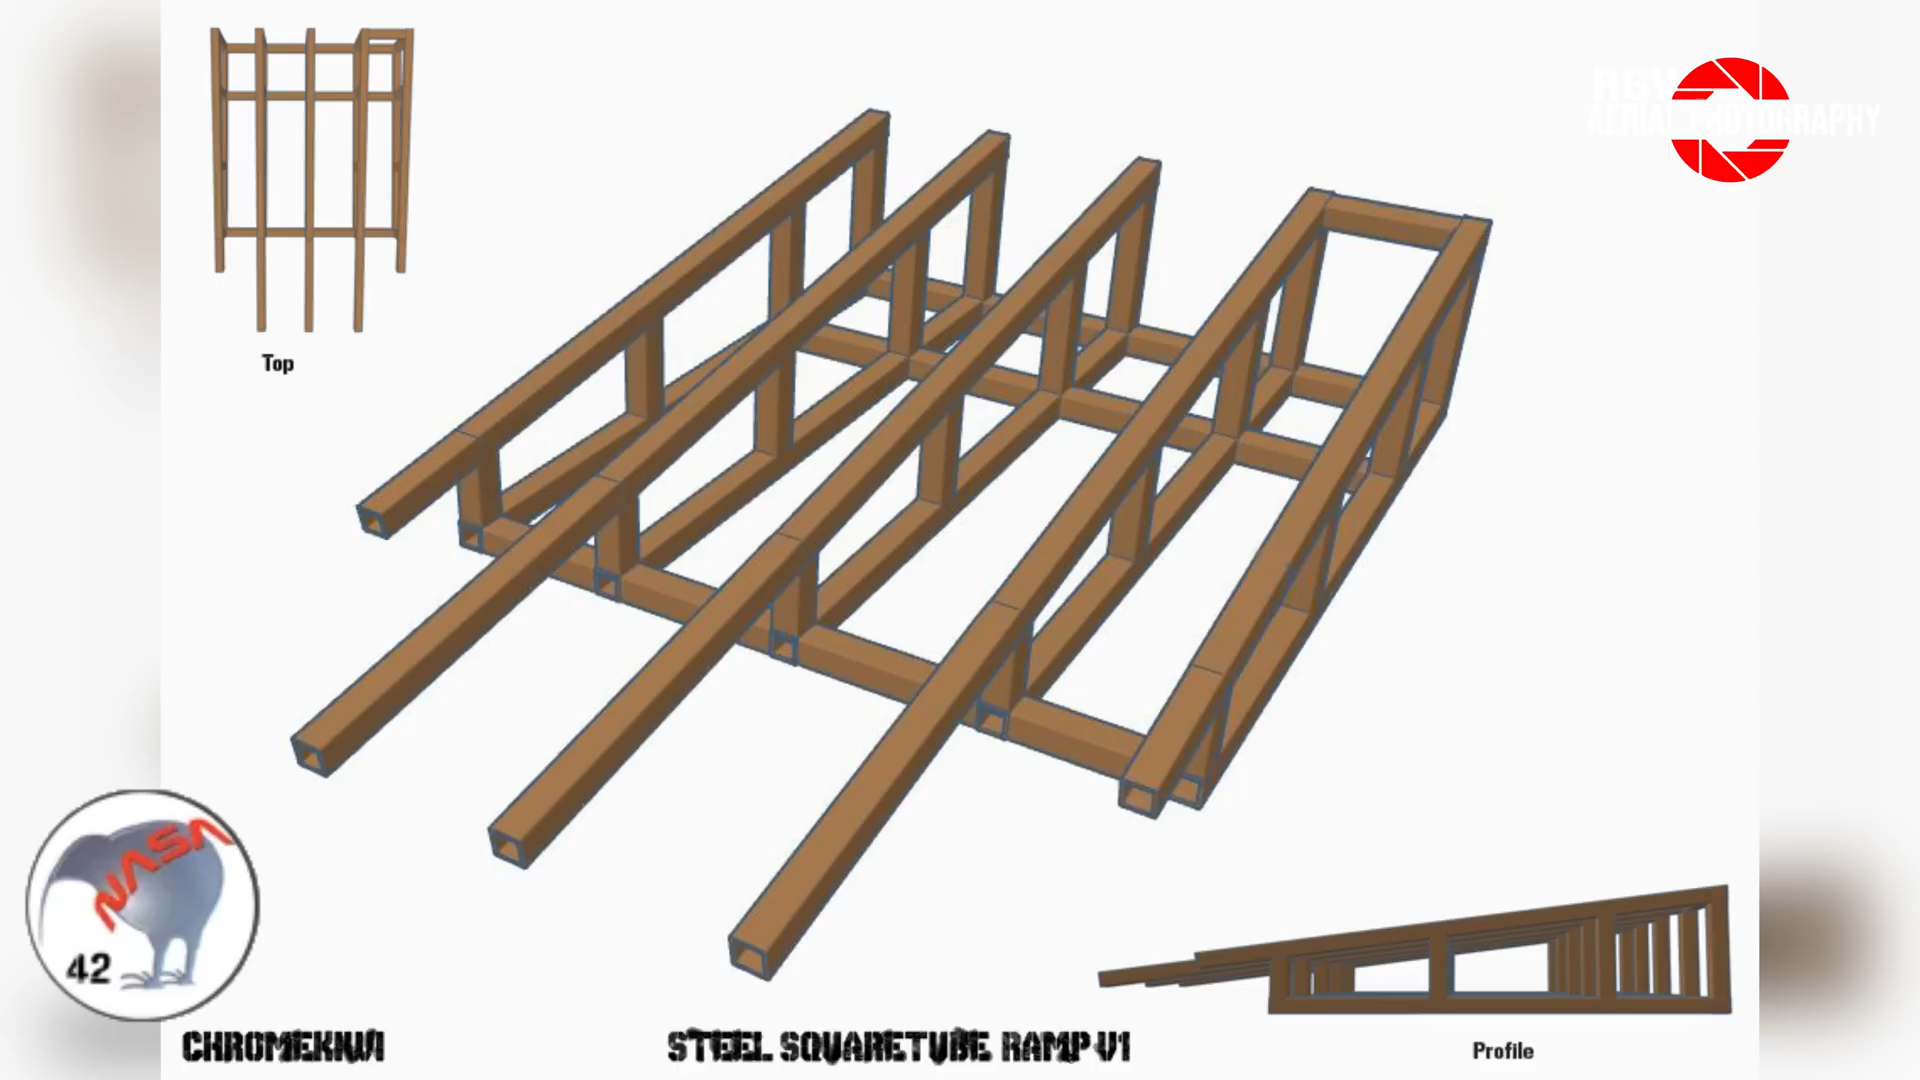 RGV
AERIAL PHOTOGRAPHY
Top
NASA
42
CHROMEKIWI
STEEL SQUARETUBE RAMP V1
Profile